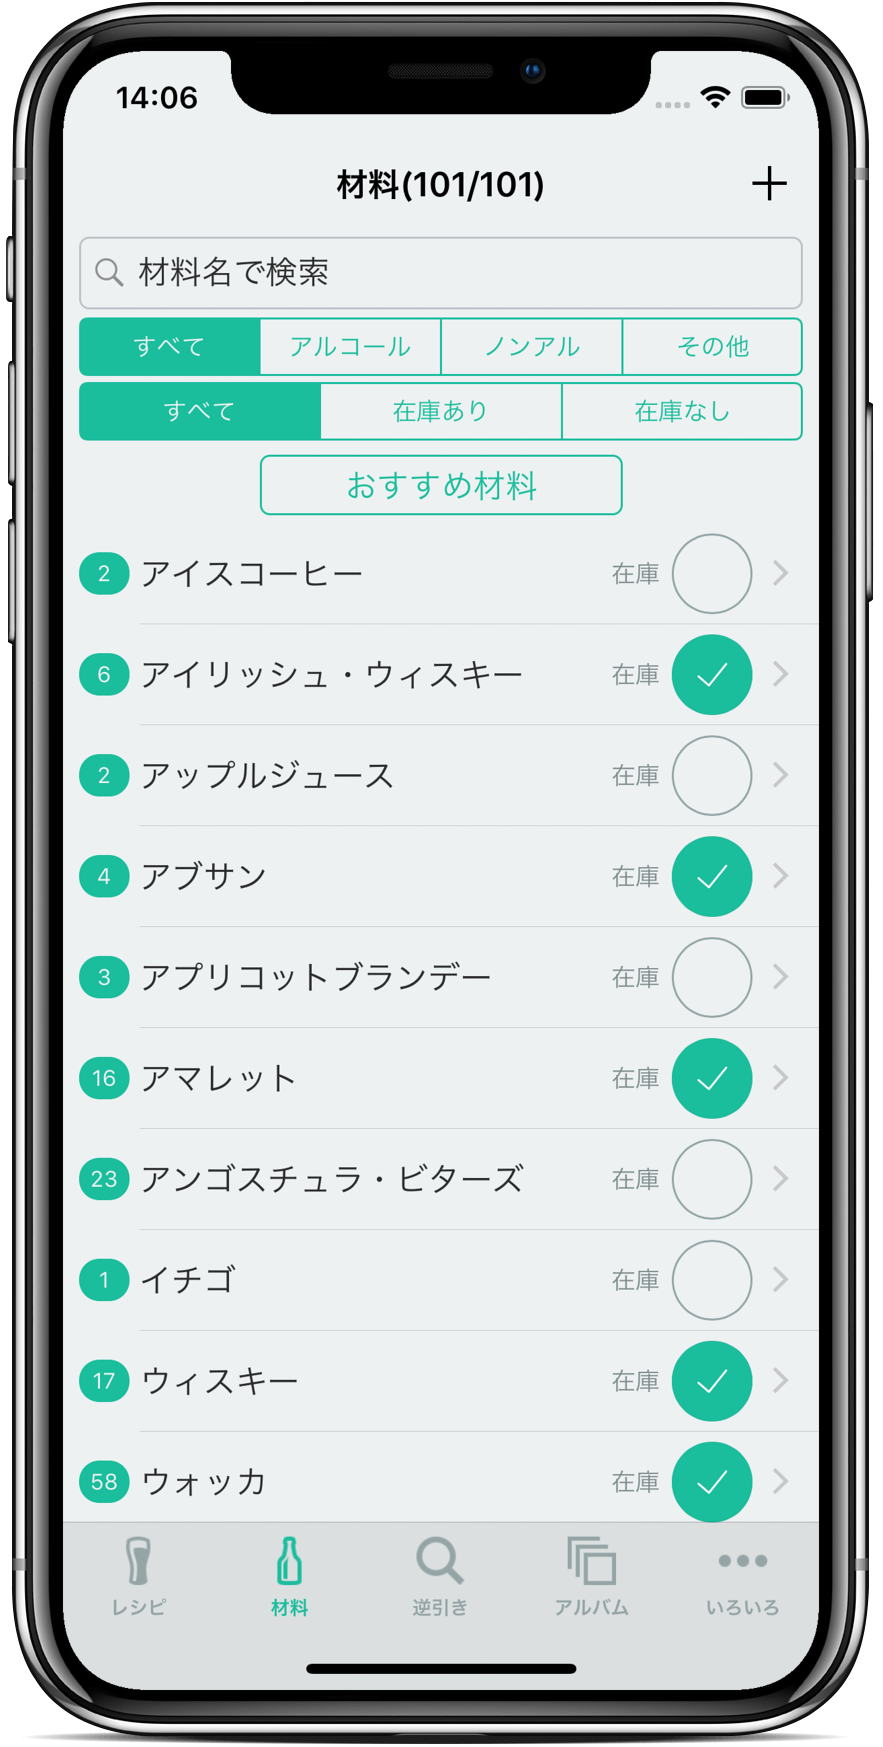 14:06
材料(101/101)
材料名で検索
すべて アルコール ノンアル その他
すべて 在庫あり 在庫なし
おすすめ材料
2 アイスコーヒー 在庫
6 アイリッシュ・ウィスキー 在庫
2 アップルジュース 在庫
4 アブサン 在庫
3 アプリコットブランデー 在庫
16 アマレット 在庫
23 アンゴスチュラ・ビターズ 在庫
1 イチゴ 在庫
17 ウィスキー 在庫
58 ウォッカ 在庫
レシピ 材料 逆引き アルバム いろいろ